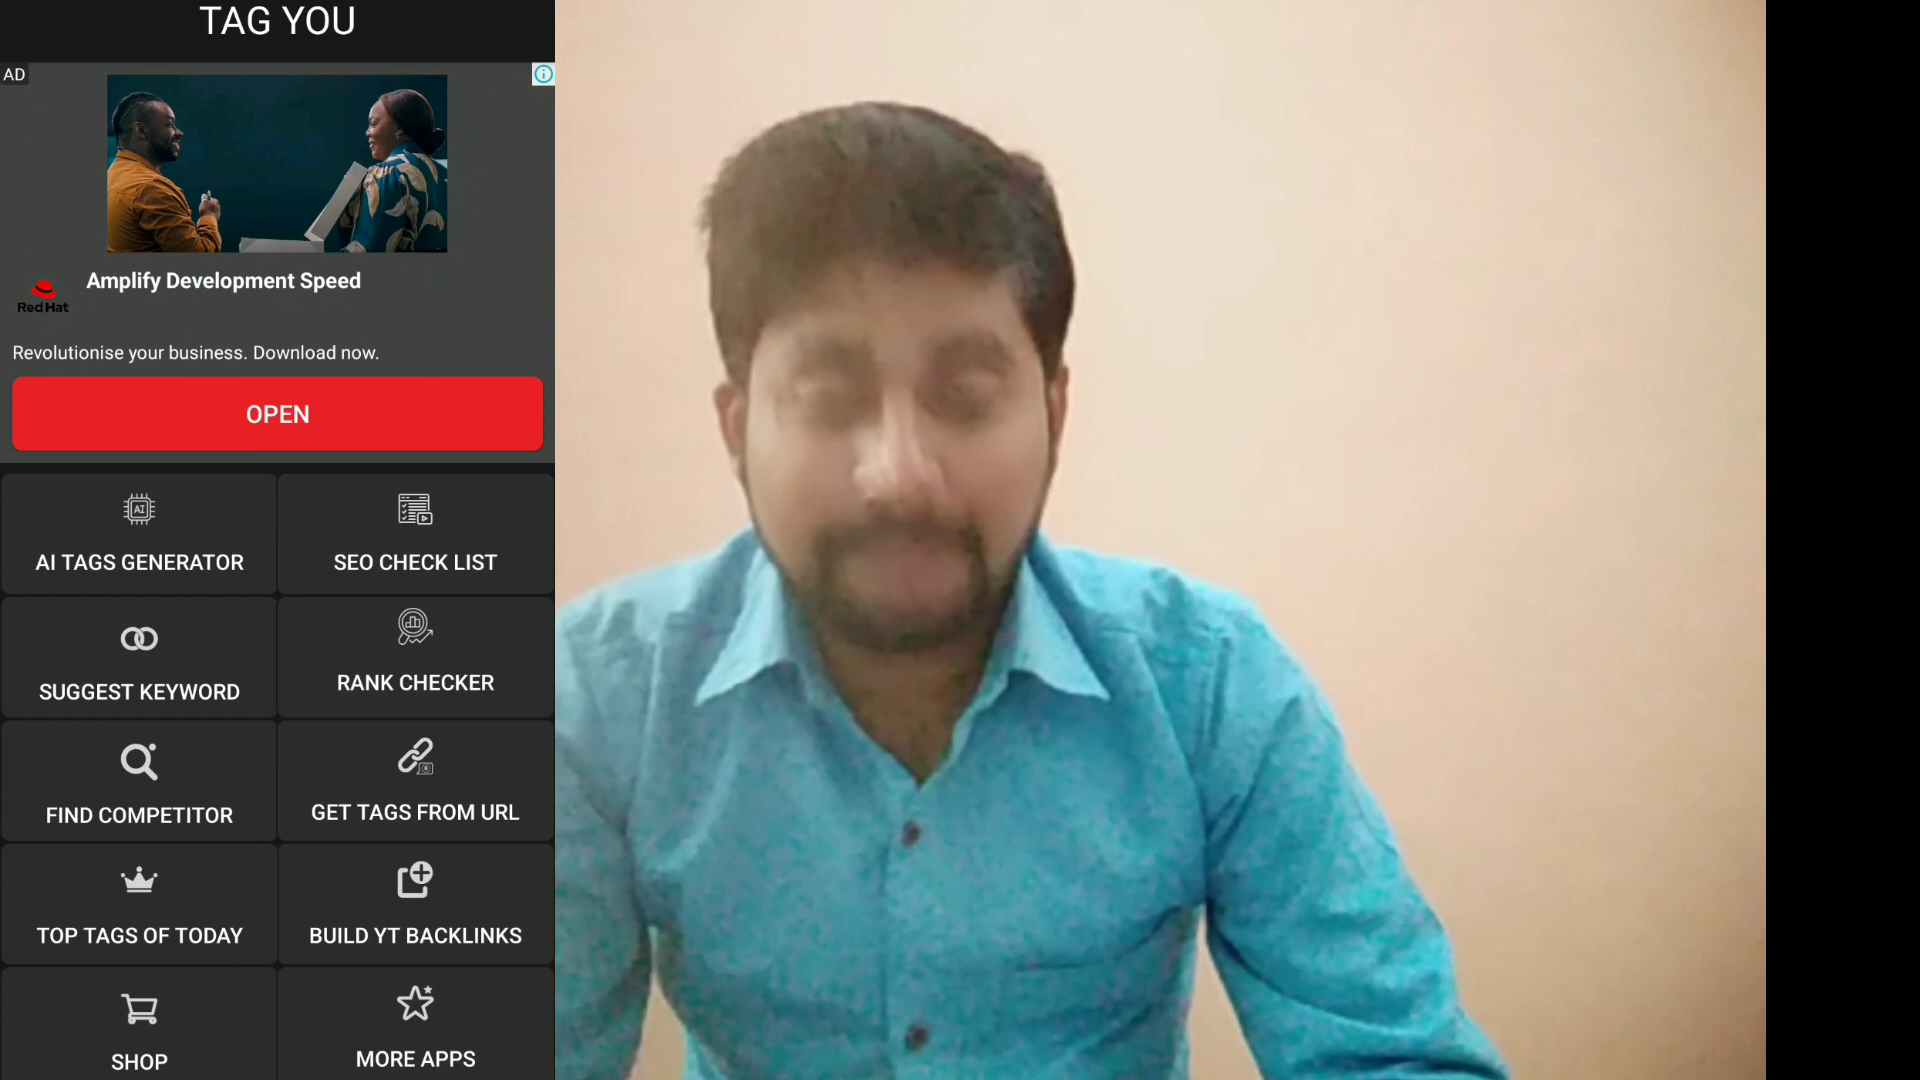 TAG YOU
AD
Amplify Development Speed
Red Hat
Revolutionise your business. Download now.
OPEN
AI
AI TAGS GENERATOR
SEO CHECK LIST
SUGGEST KEYWORD
RANK CHECKER
FIND COMPETITOR
GET TAGS FROM URL
TOP TAGS OF TODAY
BUILD YT BACKLINKS
SHOP
MORE APPS